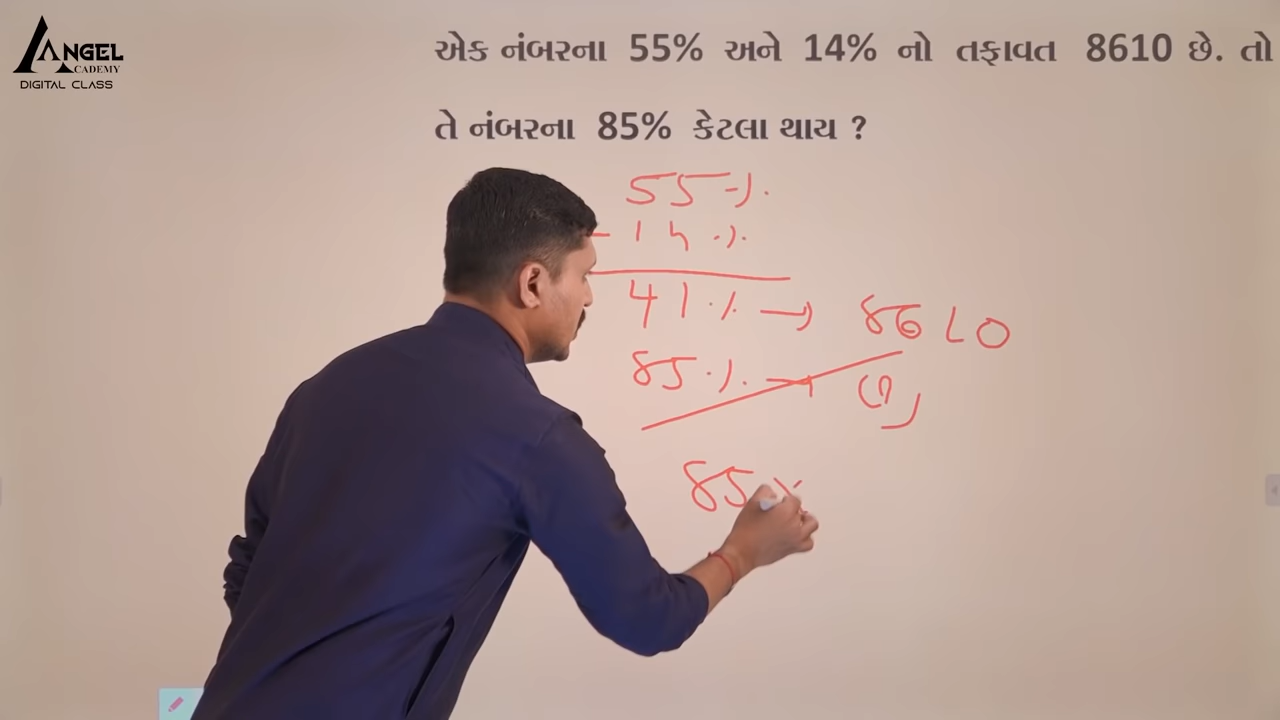 ANGEL
ACADEMY
DIGITAL CLASS
એક નંબરના 55% અને 14% નો તફાવત 8610 છે. તો
તે નંબરના 85% કેટલા થાય ?
55%
- 14%
41% → 8610
85% → (?)
85 ×